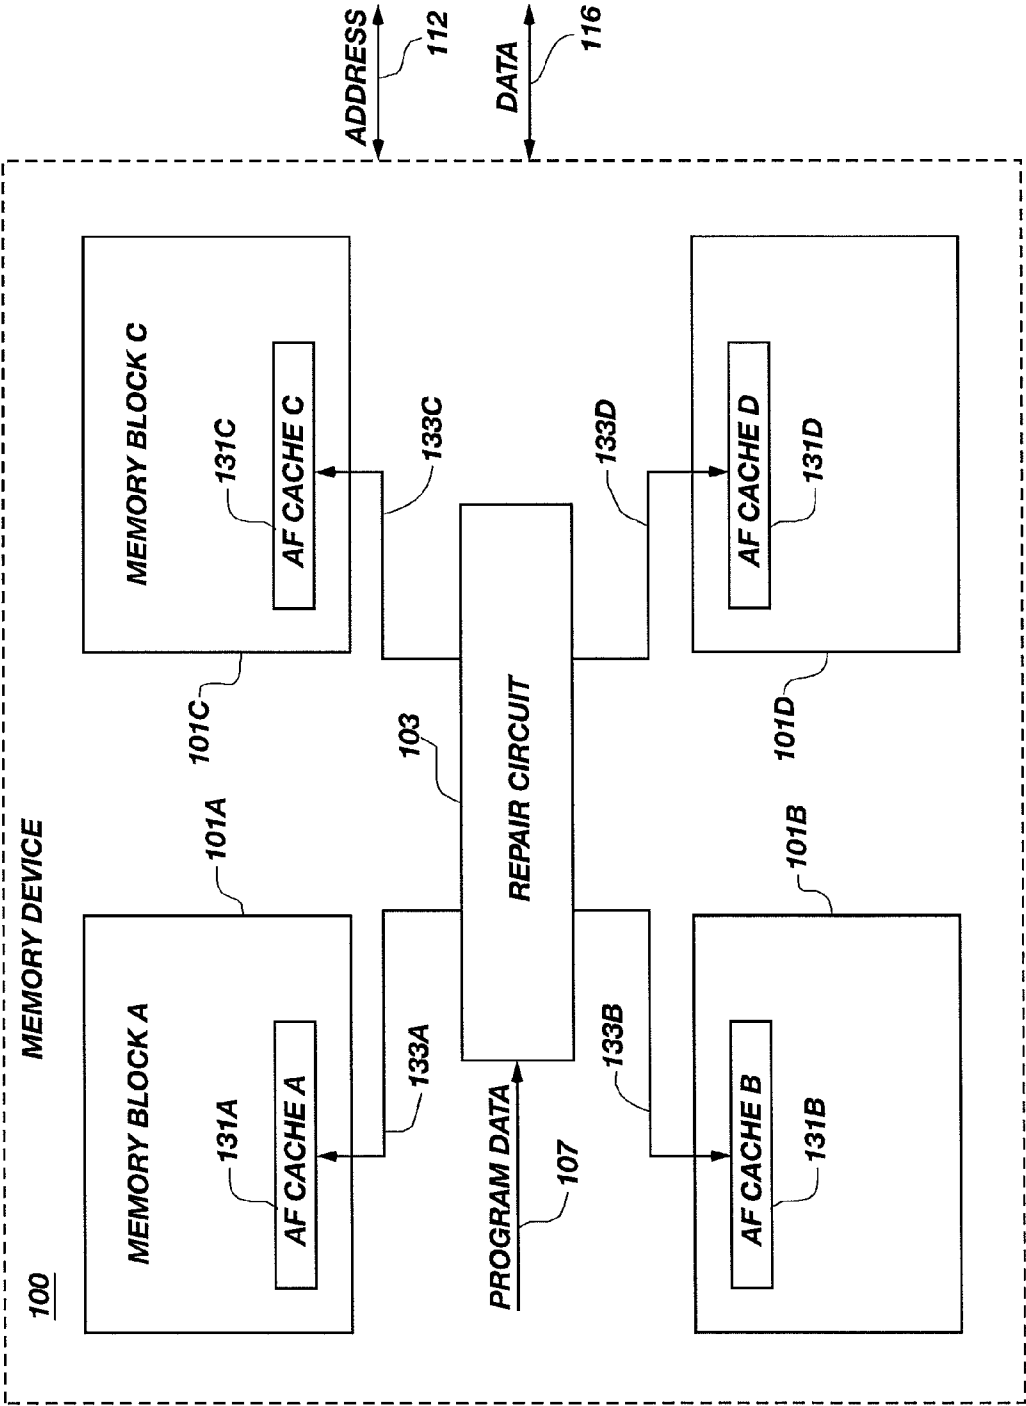 100
MEMORY DEVICE
MEMORY BLOCK A
131A
AF CACHE A
101A
MEMORY BLOCK C
131C
AF CACHE C
101C
ADDRESS
112
133A
103
133C
PROGRAM DATA
107
REPAIR CIRCUIT
DATA
116
133B
133D
AF CACHE B
131B
101B
AF CACHE D
131D
101D